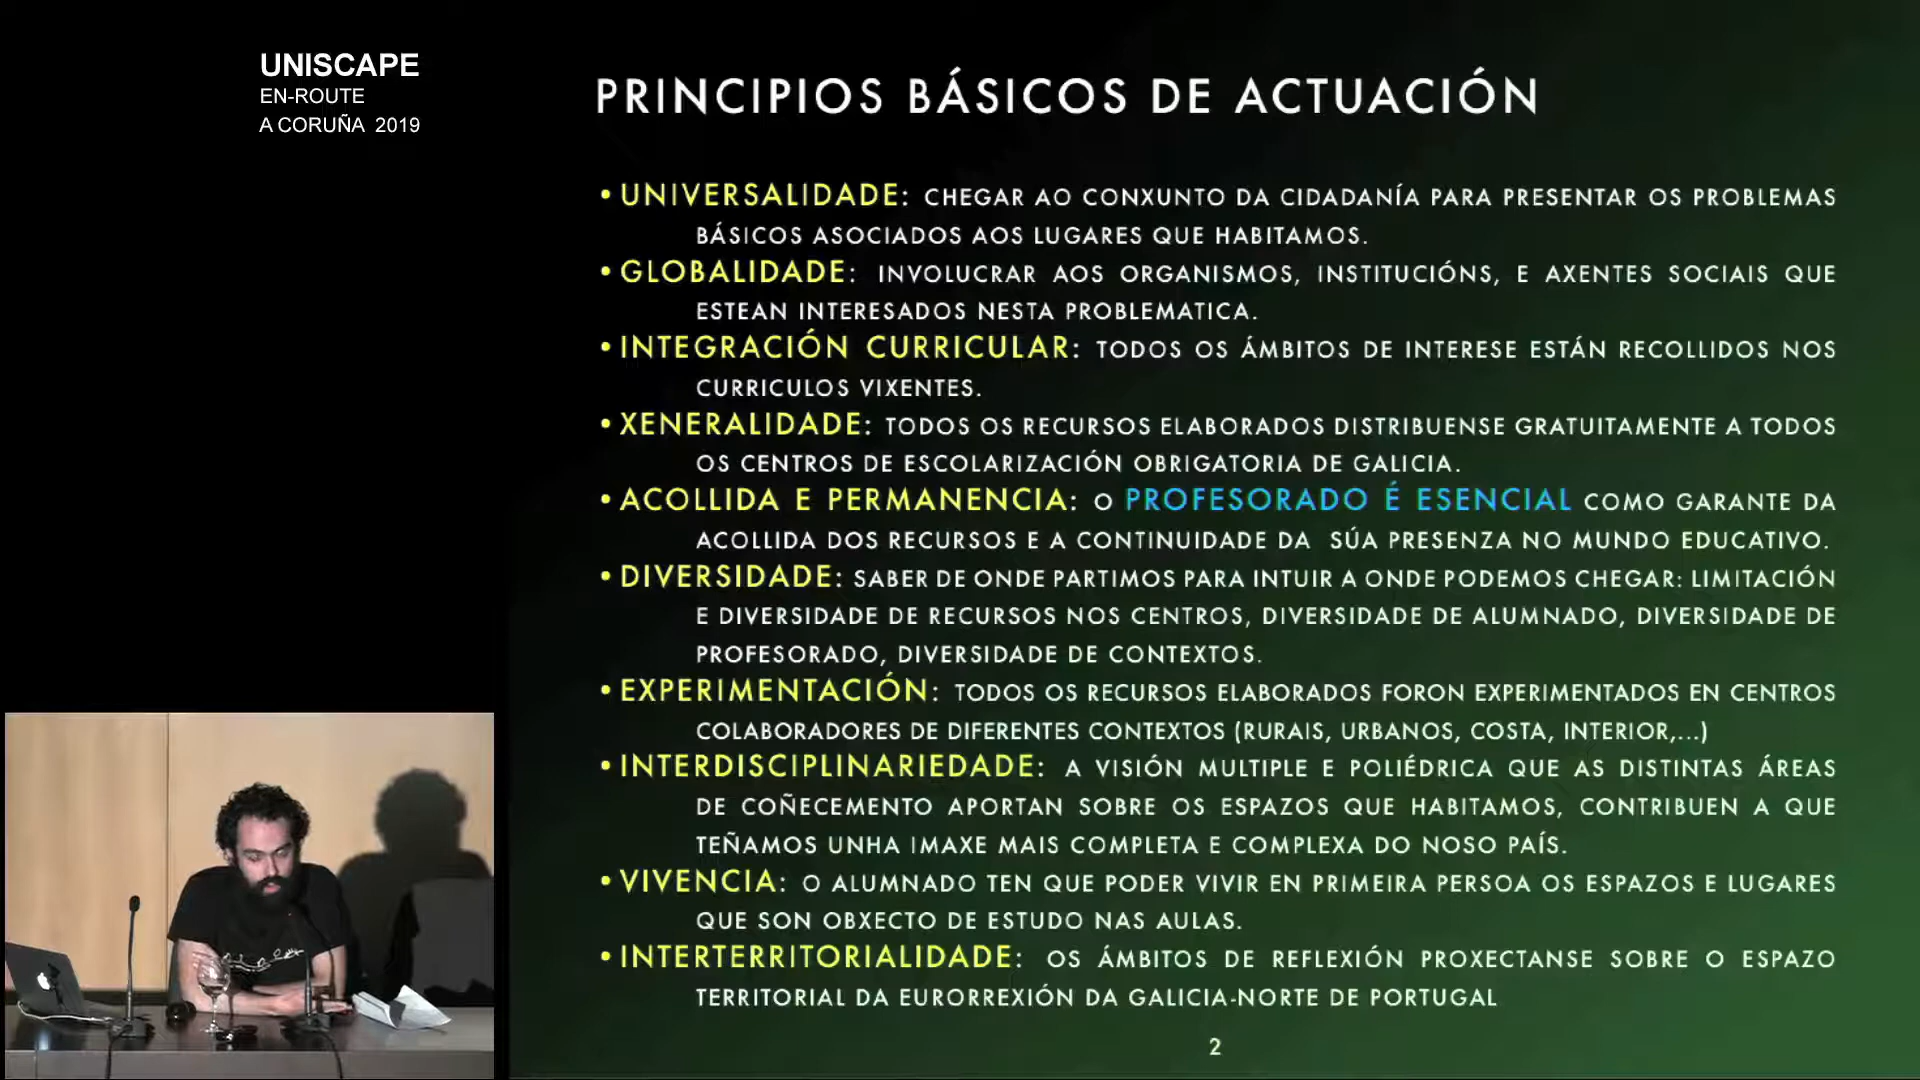 UNISCAPE
EN-ROUTE
A CORUÑA 2019
PRINCIPIOS BÁSICOS DE ACTUACIÓN
• UNIVERSALIDADE: CHEGAR AO CONXUNTO DA CIDADANÍA PARA PRESENTAR OS PROBLEMAS
BÁSICOS ASOCIADOS AOS LUGARES QUE HABITAMOS.
• GLOBALIDADE: INVOLUCRAR AOS ORGANISMOS, INSTITUCIÓNS, E AXENTES SOCIAIS QUE
ESTEAN INTERESADOS NESTA PROBLEMATICA.
• INTEGRACIÓN CURRICULAR: TODOS OS ÁMBITOS DE INTERESE ESTÁN RECOLLIDOS NOS
CURRICULOS VIXENTES.
• XENERALIDADE: TODOS OS RECURSOS ELABORADOS DISTRIBUENSE GRATUITAMENTE A TODOS
OS CENTROS DE ESCOLARIZACIÓN OBRIGATORIA DE GALICIA.
• ACOLLIDA E PERMANENCIA: O PROFESORADO É ESENCIAL COMO GARANTE DA
ACOLLIDA DOS RECURSOS E A CONTINUIDADE DA SÚA PRESENZA NO MUNDO EDUCATIVO.
• DIVERSIDADE: SABER DE ONDE PARTIMOS PARA INTUIR A ONDE PODEMOS CHEGAR: LIMITACIÓN
E DIVERSIDADE DE RECURSOS NOS CENTROS, DIVERSIDADE DE ALUMNADO, DIVERSIDADE DE
PROFESORADO, DIVERSIDADE DE CONTEXTOS.
• EXPERIMENTACIÓN: TODOS OS RECURSOS ELABORADOS FORON EXPERIMENTADOS EN CENTROS
COLABORADORES DE DIFERENTES CONTEXTOS (RURAIS, URBANOS, COSTA, INTERIOR,...)
• INTERDISCIPLINARIEDADE: A VISIÓN MULTIPLE E POLIÉDRICA QUE AS DISTINTAS ÁREAS
DE COÑECEMENTO APORTAN SOBRE OS ESPAZOS QUE HABITAMOS, CONTRIBUEN A QUE
TEÑAMOS UNHA IMAXE MAIS COMPLETA E COMPLEXA DO NOSO PAÍS.
• VIVENCIA: O ALUMNADO TEN QUE PODER VIVIR EN PRIMEIRA PERSOA OS ESPAZOS E LUGARES
QUE SON OBXECTO DE ESTUDO NAS AULAS.
• INTERTERRITORIALIDADE: OS ÁMBITOS DE REFLEXIÓN PROXECTANSE SOBRE O ESPAZO
TERRITORIAL DA EURORREXIÓN DA GALICIA-NORTE DE PORTUGAL
2